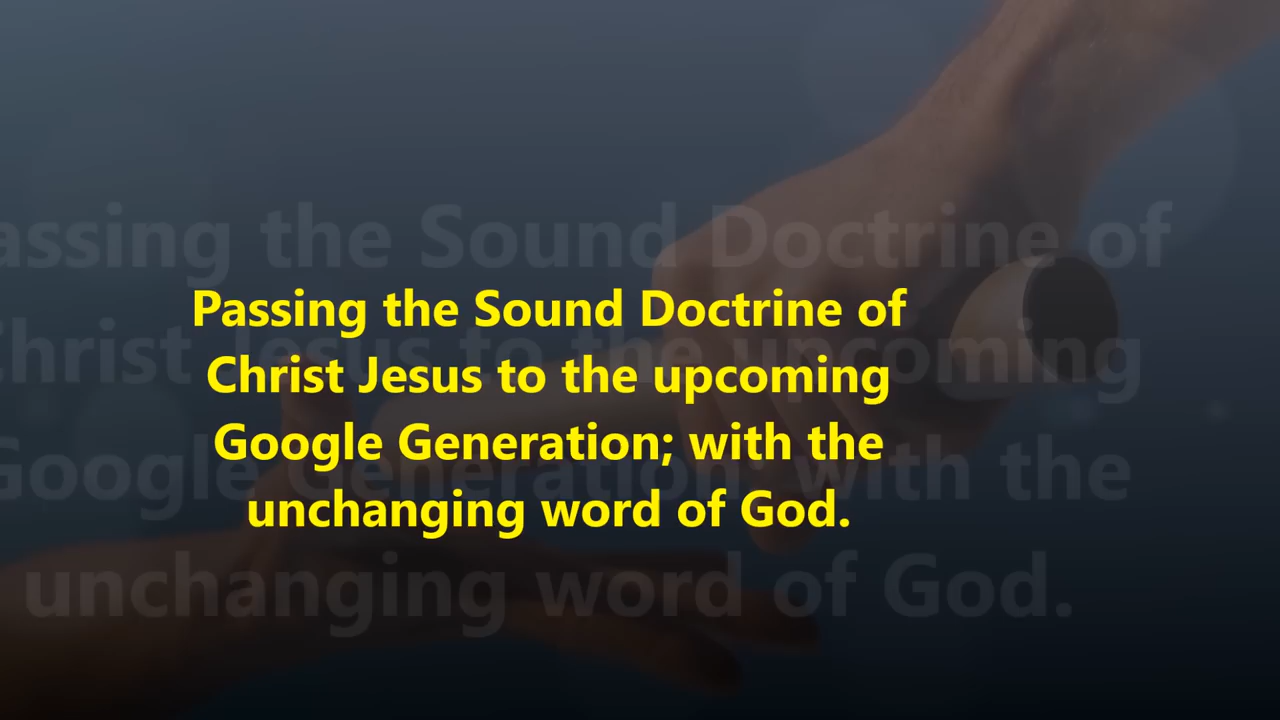 Passing the Sound Doctrine of
Christ Jesus to the upcoming
Google Generation; with the
unchanging word of God.